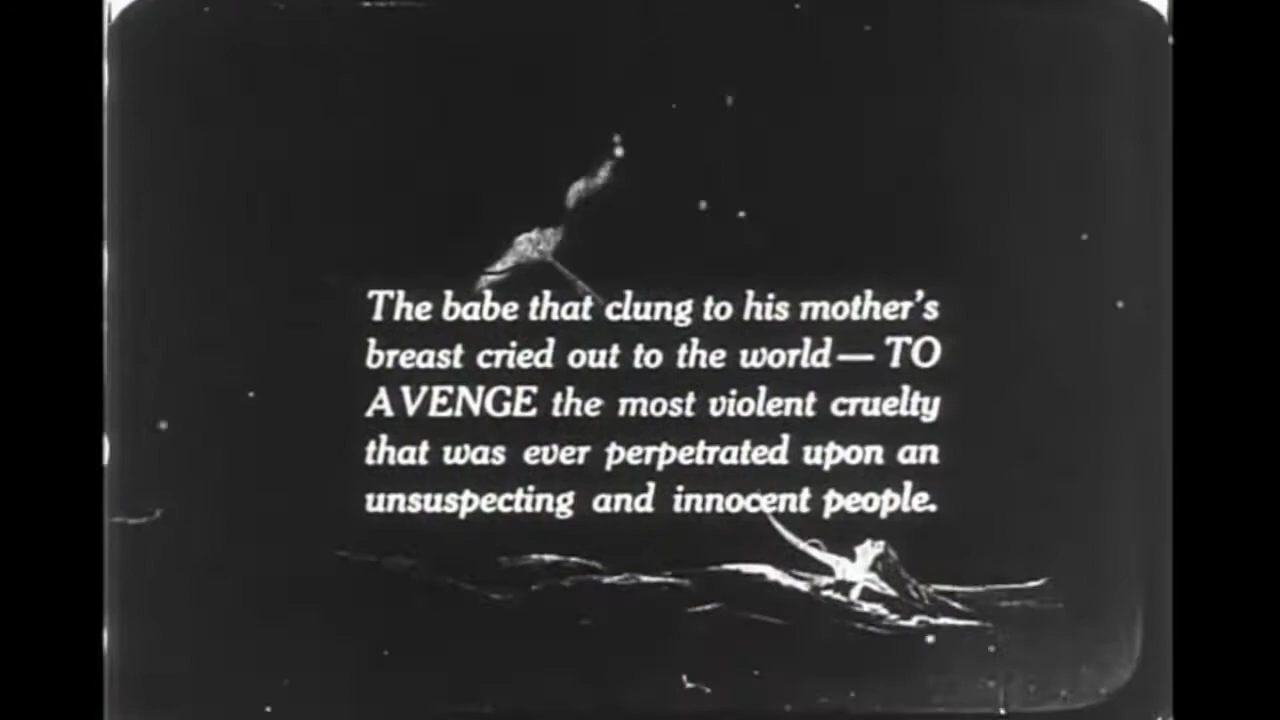 The babe that clung to his mother's
breast cried out to the world — TO
AVENGE the most violent cruelty
that was ever perpetrated upon an
unsuspecting and innocent people.